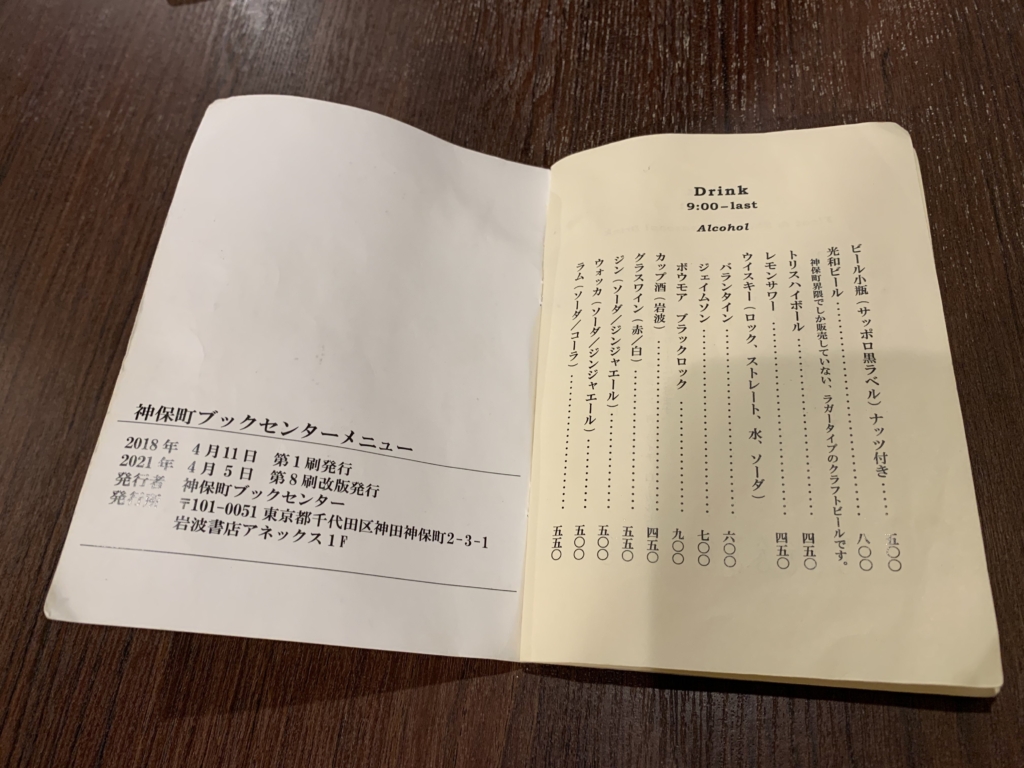 Drink
9:00–last
Alcohol
ビール小瓶（サッポロ黒ラベル）ナッツ付き……五〇〇
光和ビール……………………八〇〇
神保町界隈でしか販売していない、ラガータイプのクラフトビールです。
トリスハイボール……………………四五〇
レモンサワー……………………四五〇
ウイスキー（ロック、ストレート、水、ソーダ）
バランタイン……………………六〇〇
ジェイムソン……………………七〇〇
ボウモア ブラックロック……………九〇〇
カップ酒（岩波）……………………四五〇
グラスワイン（赤／白）………………五五〇
ジン（ソーダ／ジンジャエール）…………五〇〇
ウォッカ（ソーダ／ジンジャエール）………五〇〇
ラム（ソーダ／コーラ）………………五五〇
神保町ブックセンターメニュー
2018年 4月11日 第1刷発行
2021年 4月 5日 第8刷改版発行
発行者 神保町ブックセンター
発行所 〒101-0051 東京都千代田区神田神保町2-3-1
岩波書店アネックス1F